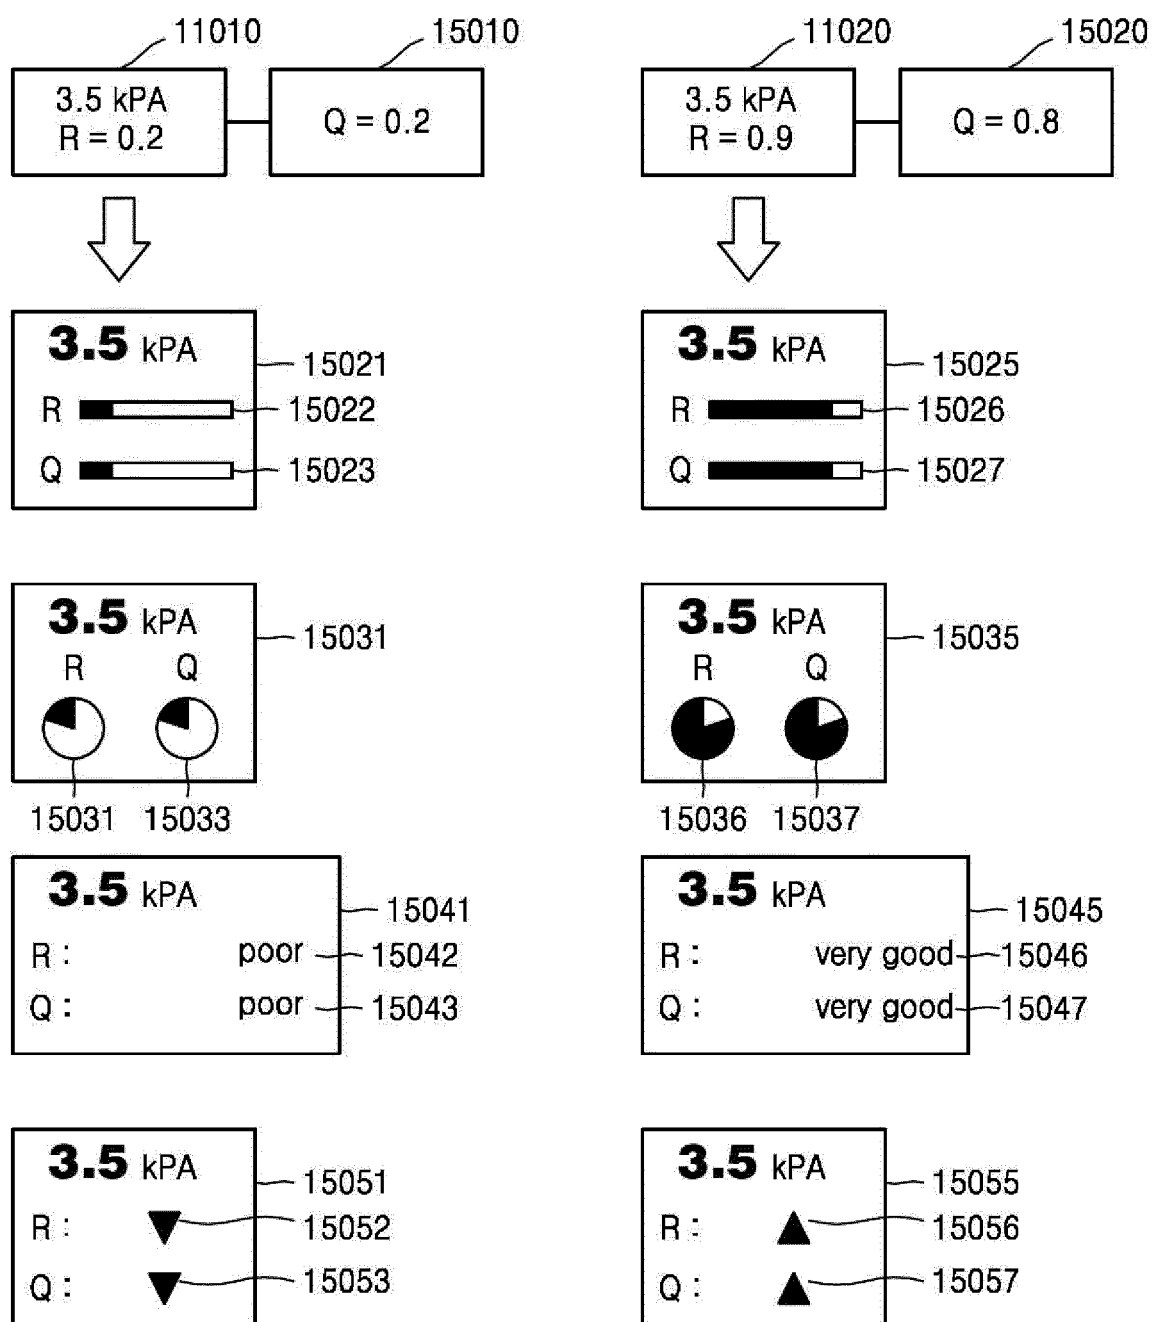 11010 15010 11020 15020
3.5 kPA 3.5 kPA
Q = 0.2 Q = 0.8
R = 0.2 R = 0.9
3.5 kPA 3.5 kPA
15021 15025
R 15022 R 15026
Q 15023 Q 15027
3.5 kPA 3.5 kPA
15031 15035
R Q R Q
15031 15033 15036 15037
3.5 kPA 3.5 kPA
15041 15045
R : poor 15042 R : very good 15046
Q : poor 15043 Q : very good 15047
3.5 kPA 3.5 kPA
15051 15055
R : ▼ 15052 R : ▲ 15056
Q : ▼ 15053 Q : ▲ 15057